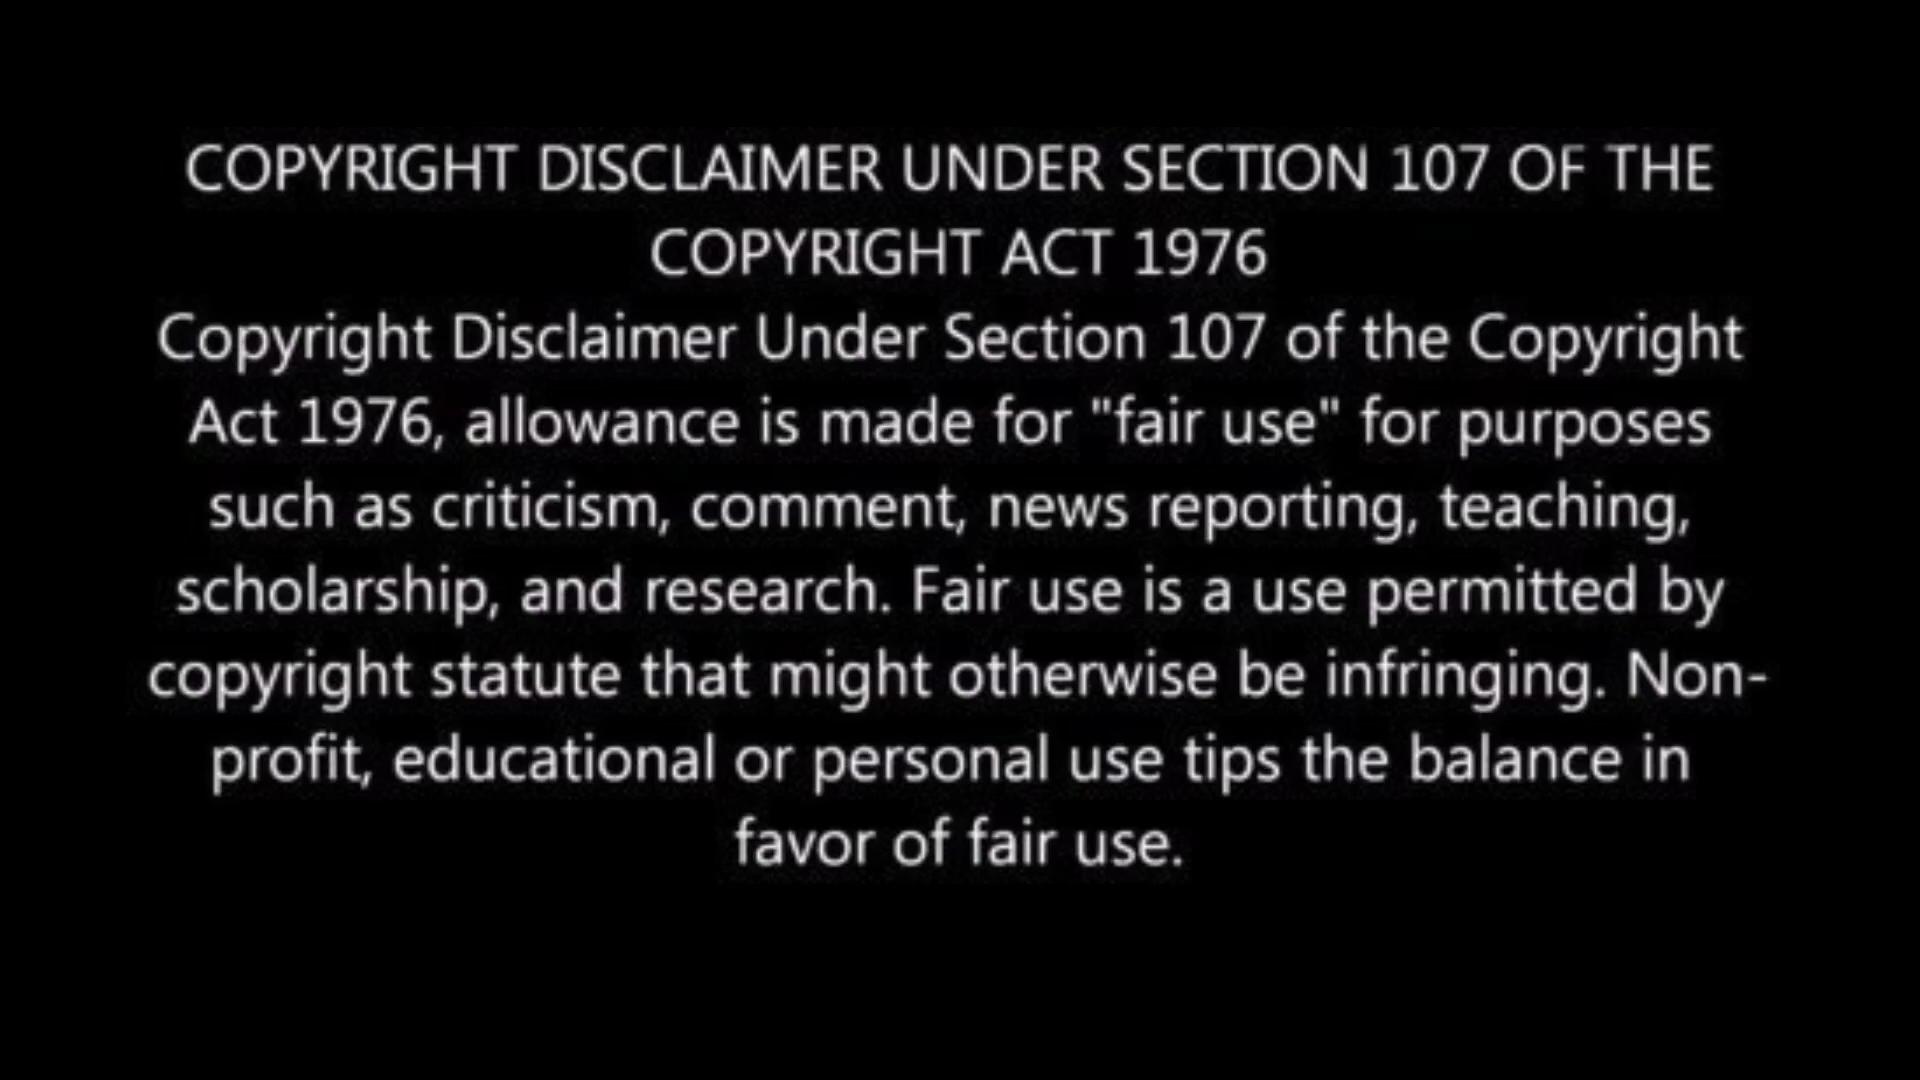 COPYRIGHT DISCLAIMER UNDER SECTION 107 OF THE
COPYRIGHT ACT 1976
Copyright Disclaimer Under Section 107 of the Copyright
Act 1976, allowance is made for "fair use" for purposes
such as criticism, comment, news reporting, teaching,
scholarship, and research. Fair use is a use permitted by
copyright statute that might otherwise be infringing. Non-
profit, educational or personal use tips the balance in
favor of fair use.